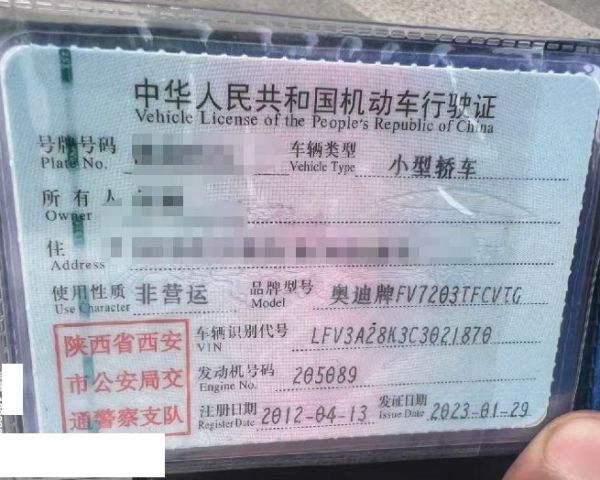 中华人民共和国机动车行驶证
Vehicle License of the People's Republic of China
号牌号码
Plate No.
车辆类型 小型轿车
Vehicle Type
所有人
Owner
住
Address
使用性质 非营运
Use Character
品牌型号 奥迪牌FV7203TFCVTG
Model
陕西省西安
市公安局交
通警察支队
车辆识别代号 LFV3A28K3C3021870
VIN
发动机号码 205089
Engine No.
注册日期 2012-04-13
Register Date
发证日期 2023-01-29
Issue Date